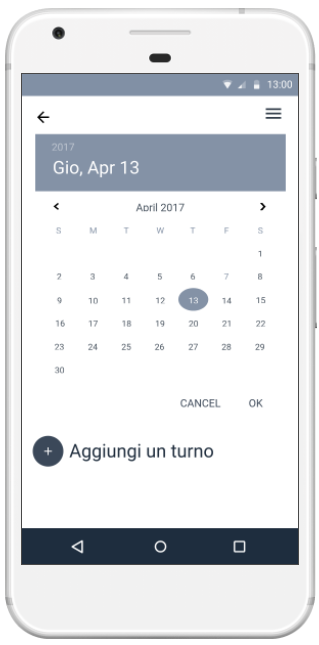 13:00
2017
Gio, Apr 13
April 2017
S M T W T F S
1
2 3 4 5 6 7 8
9 10 11 12 13 14 15
16 17 18 19 20 21 22
23 24 25 26 27 28 29
30
CANCEL OK
+ Aggiungi un turno